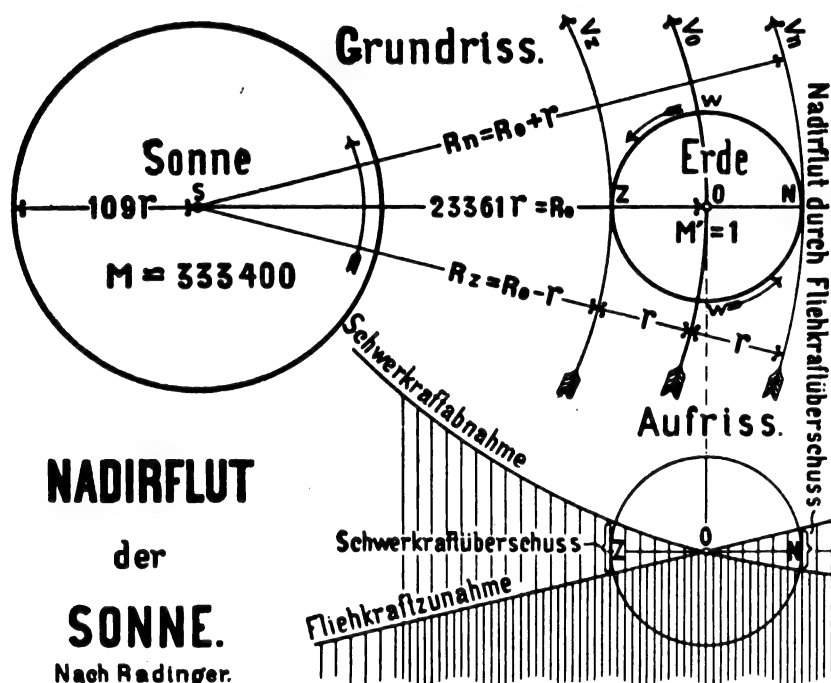 Grundriss.
Vz
Vo
Vn
Sonne
S
109r
M = 333400
Rn=Ro+r
23361r=Ro
Rz=Ro-r
r
r
W
Erde
Z
O
N
M'=1
W
Nadirflut durch Fliehkraftüberschuss
Schwerkraftabnahme
Aufriss.
NADIRFLUT
der
SONNE.
Nach Radinger.
Schwerkraftüberschuss
Z
O
N
Fliehkraftzunahme